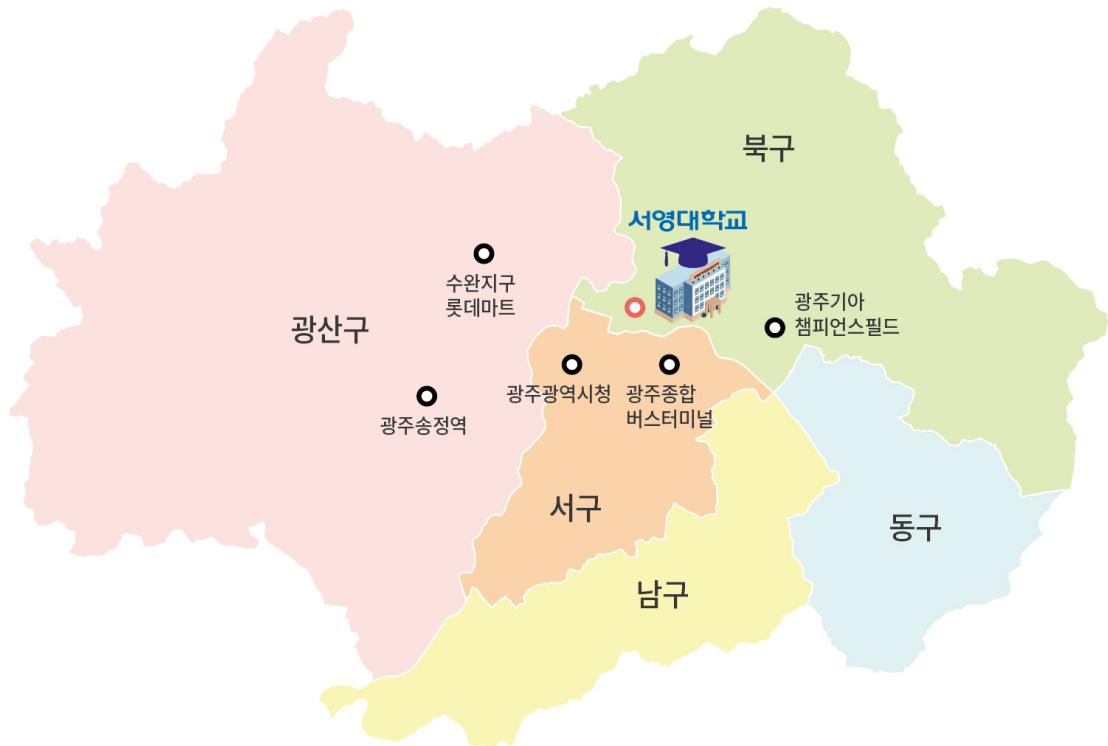 북구
서영대학교
수완지구
롯데마트
광주기아
챔피언스필드
광산구
광주광역시청
광주종합
버스터미널
광주송정역
서구
동구
남구